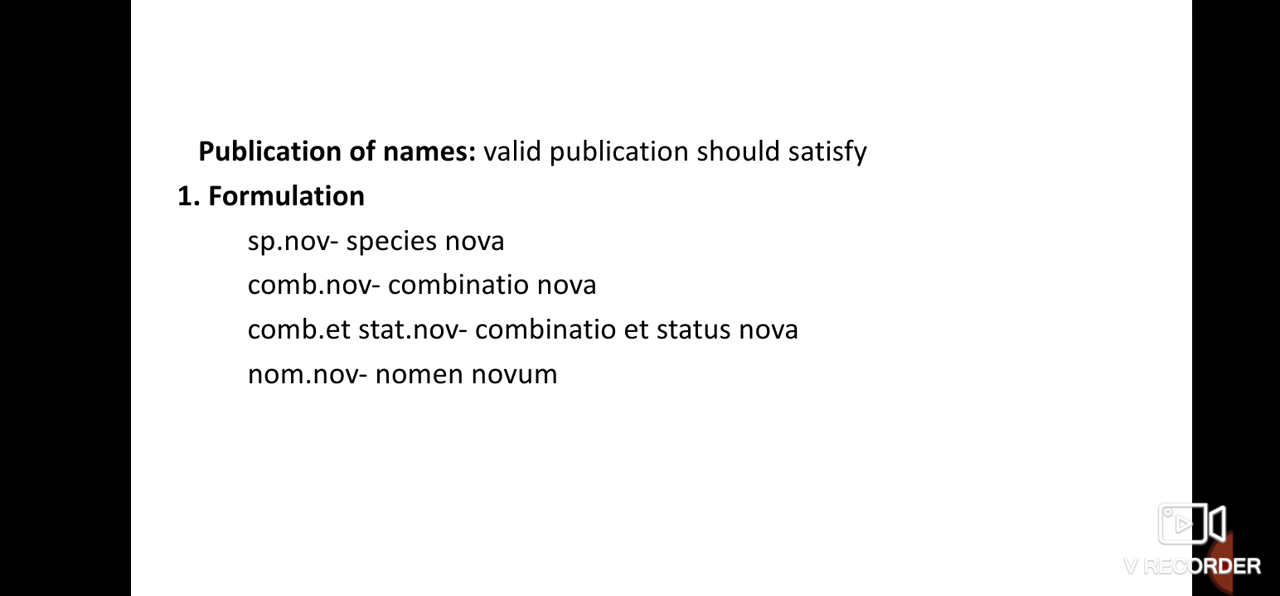 Publication of names: valid publication should satisfy
1. Formulation
sp.nov- species nova
comb.nov- combinatio nova
comb.et stat.nov- combinatio et status nova
nom.nov- nomen novum
V RECORDER